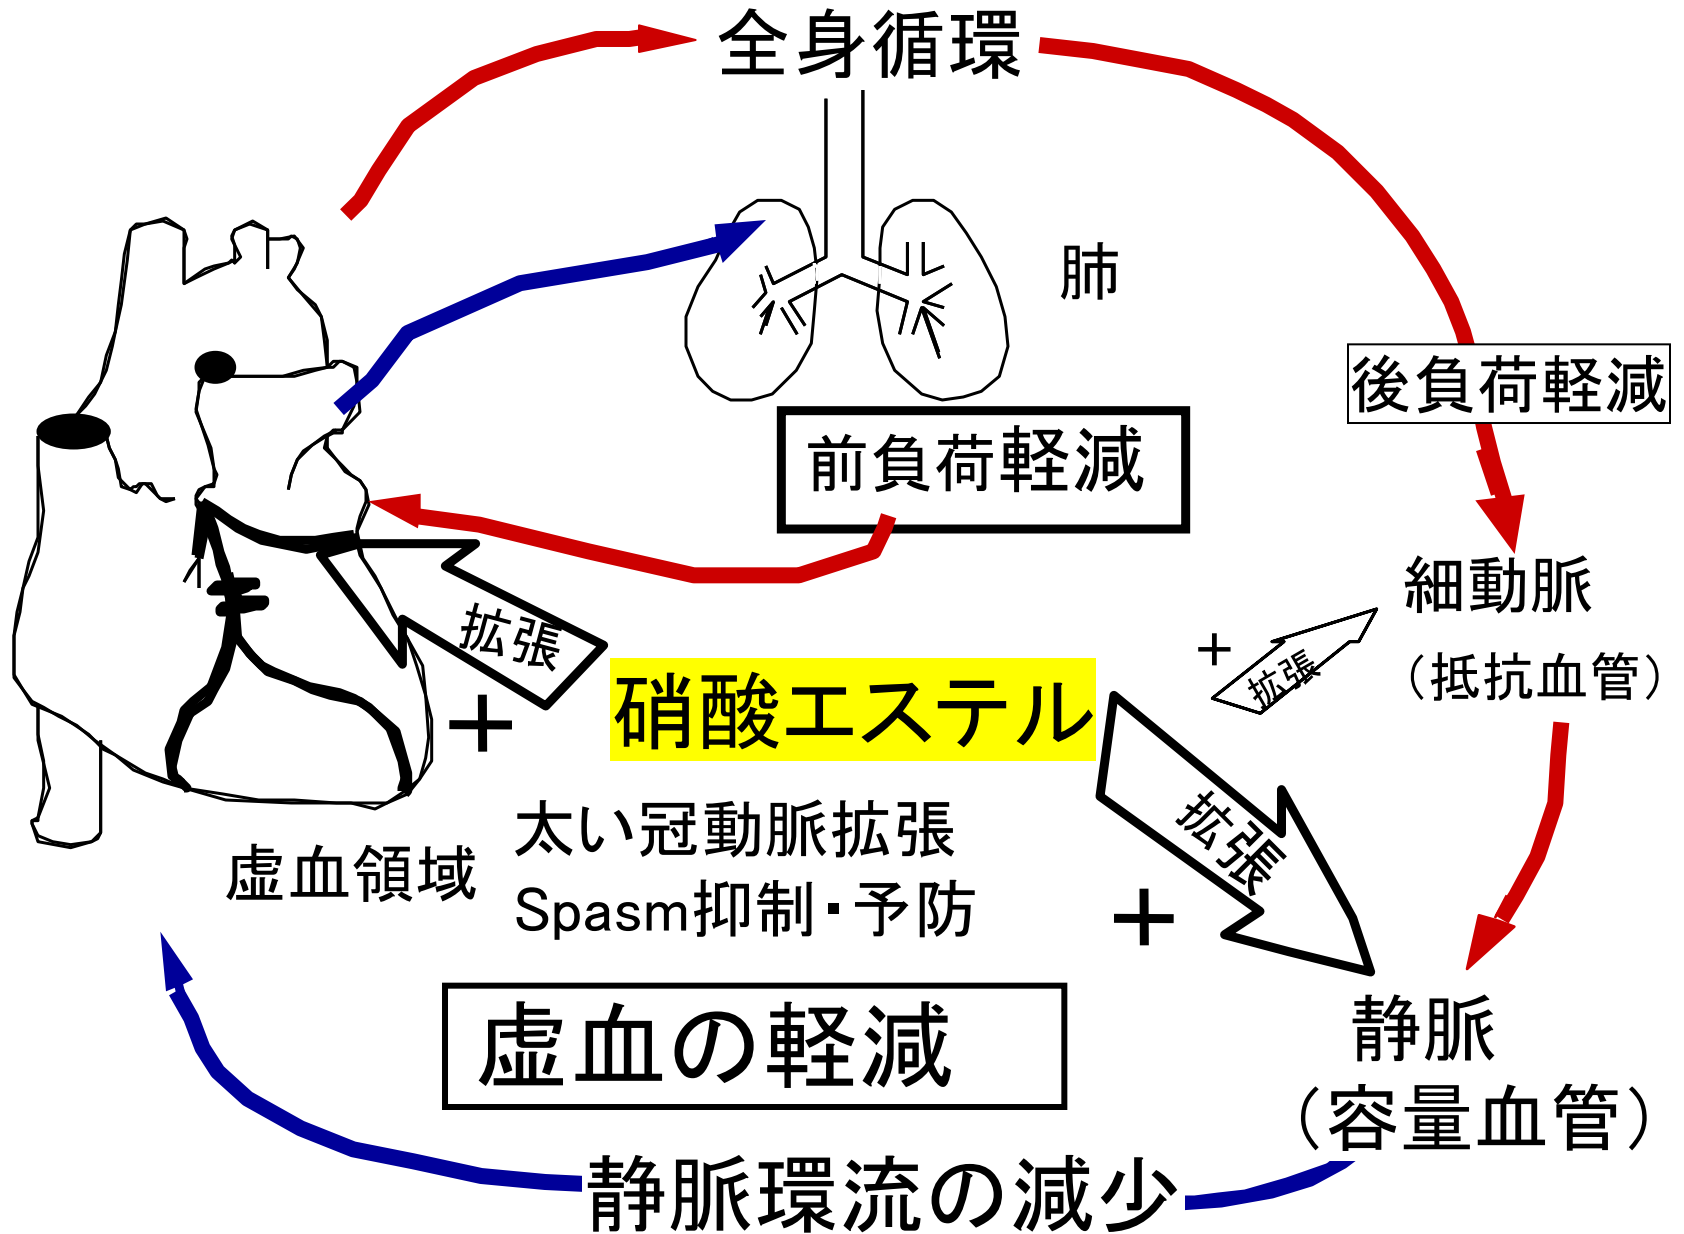 全身循環
肺
後負荷軽減
前負荷軽減
細動脈
（抵抗血管）
拡張
+
拡張
硝酸エステル
+
拡張
+
太い冠動脈拡張
Spasm抑制・予防
虚血領域
虚血の軽減
静脈
（容量血管）
静脈環流の減少